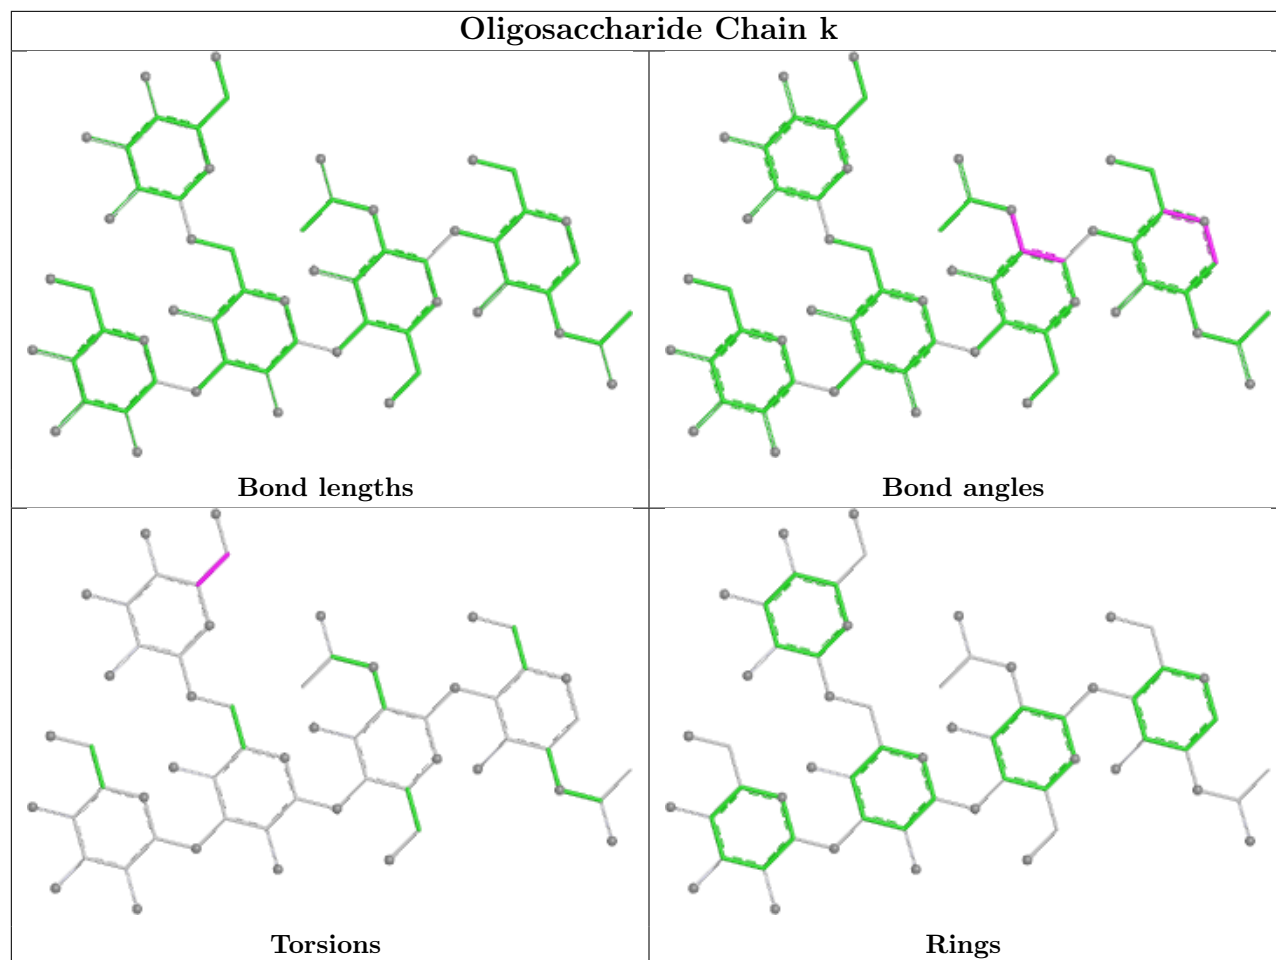 Oligosaccharide Chain k
Bond lengths
Bond angles
Torsions
Rings